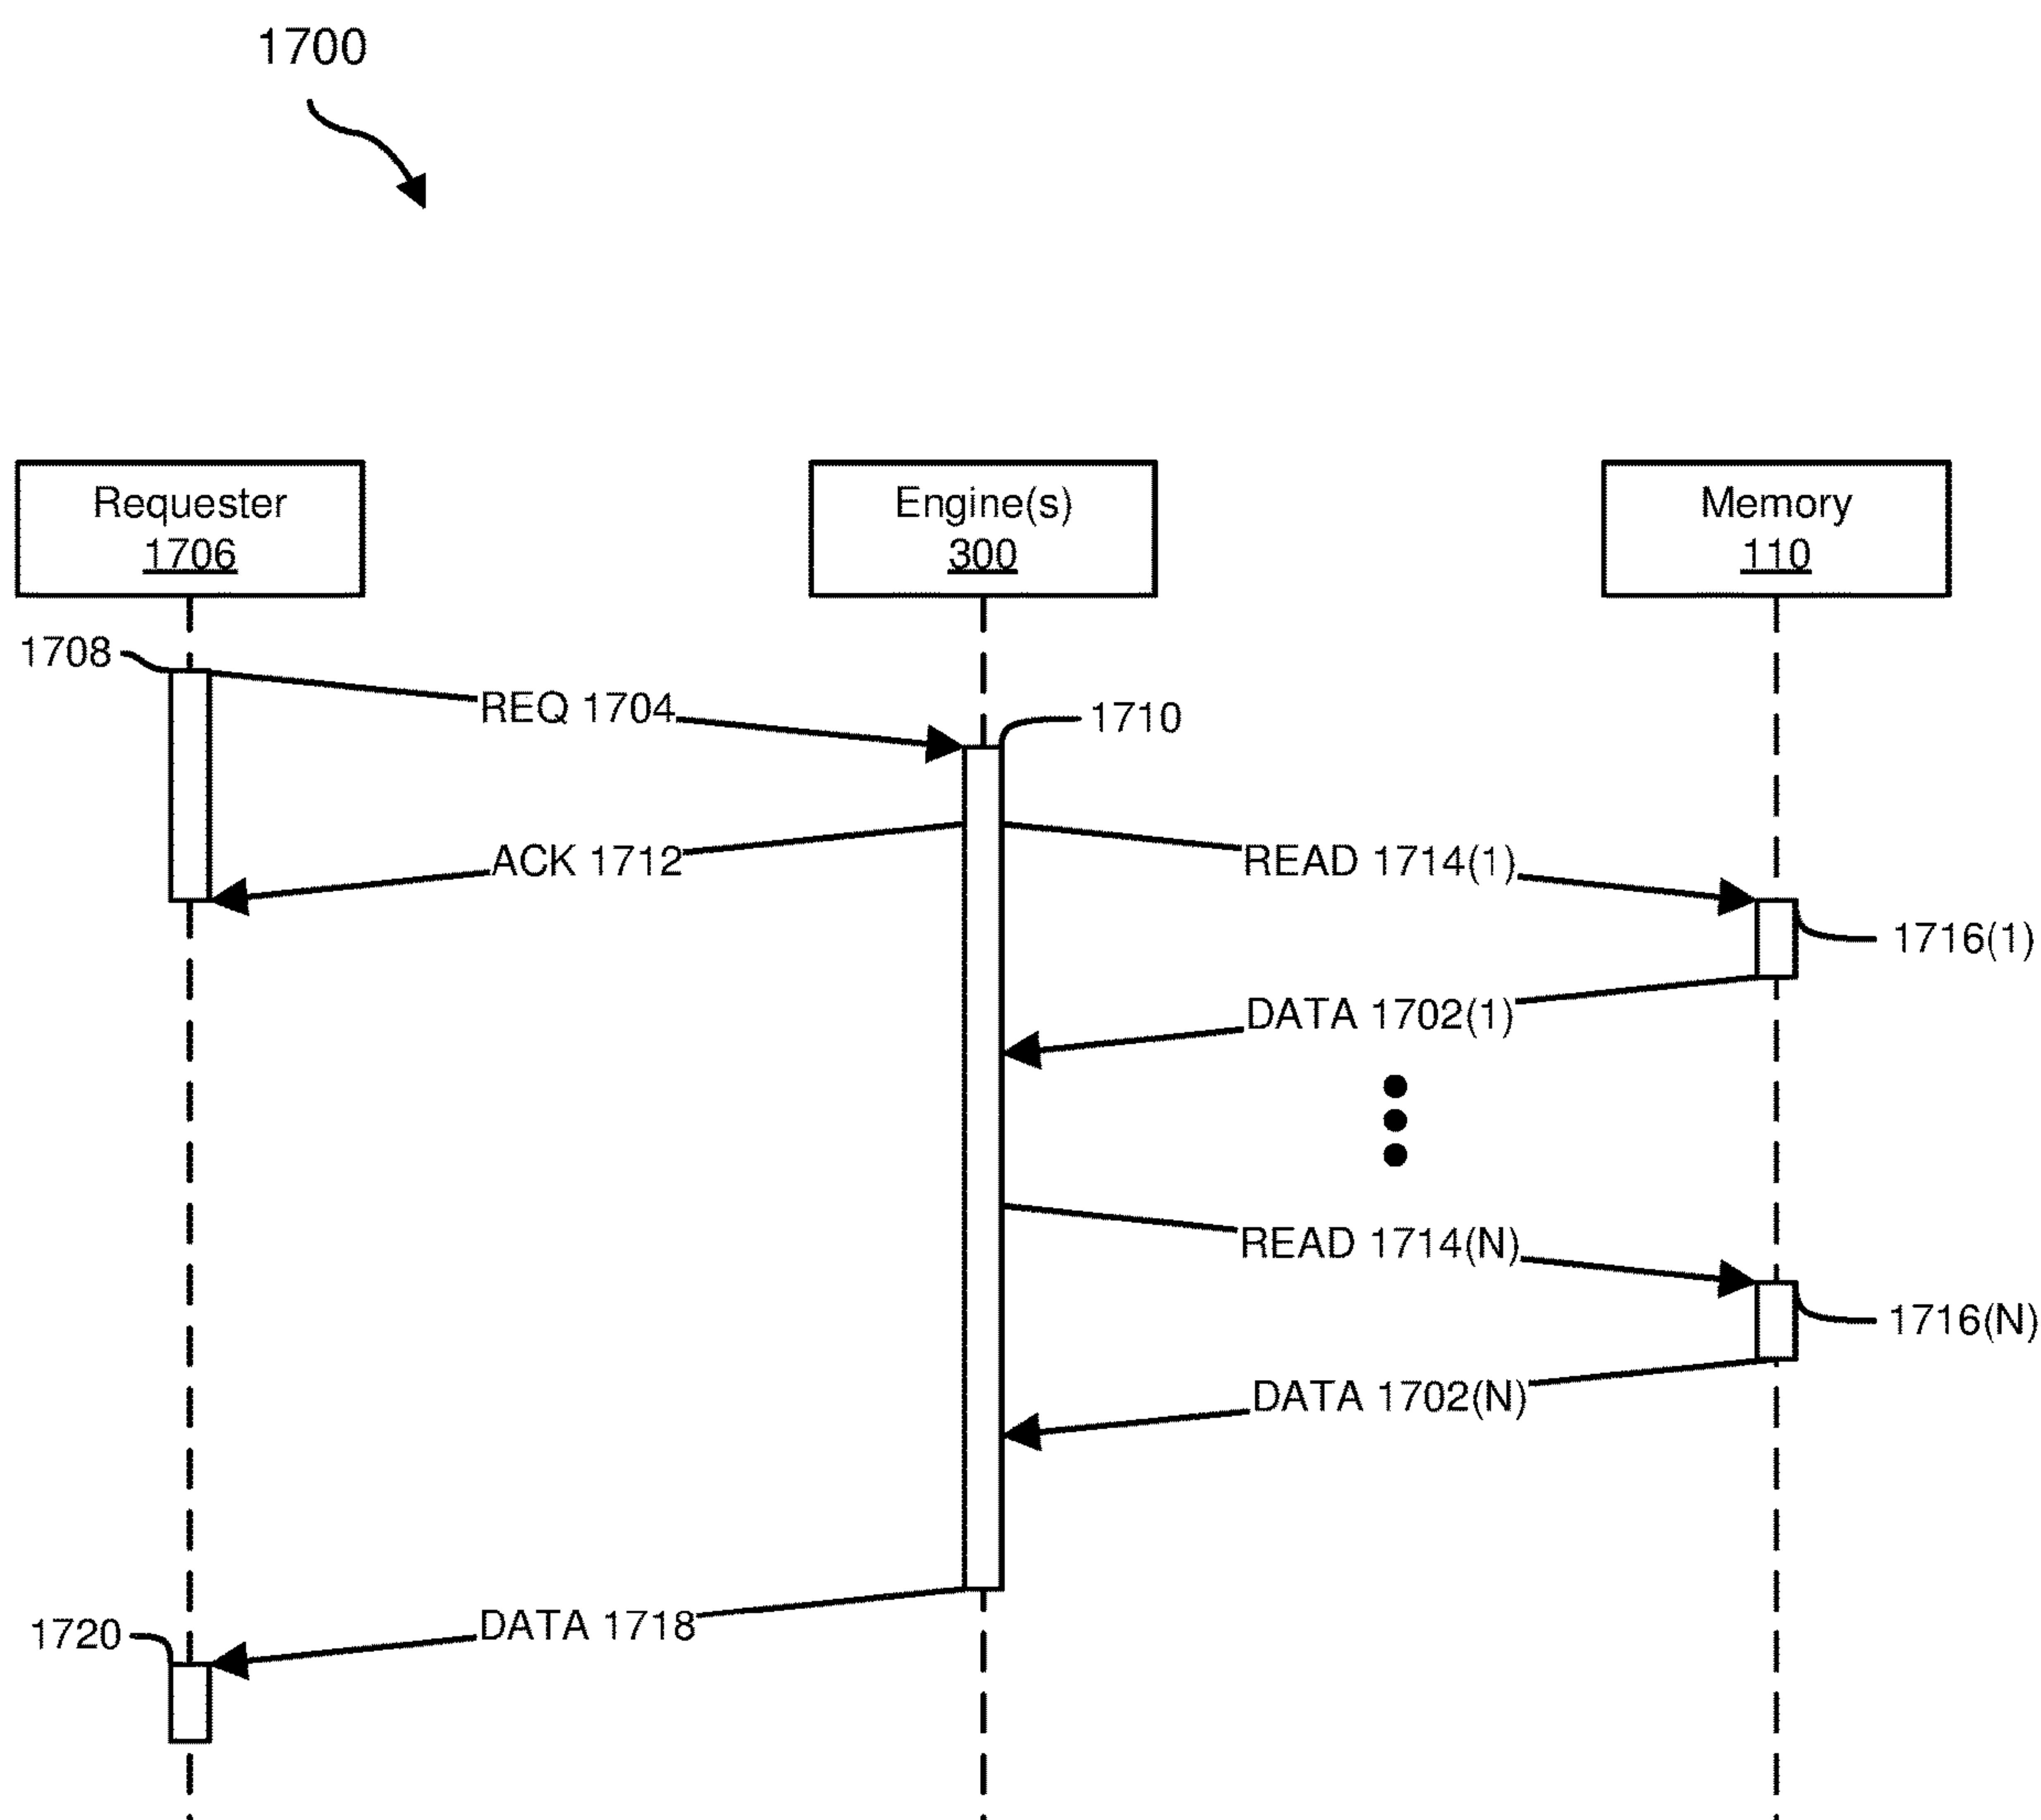 1700
Requester
1706
Engine(s)
300
Memory
110
1708
REQ 1704
1710
ACK 1712
READ 1714(1)
1716(1)
DATA 1702(1)
READ 1714(N)
1716(N)
DATA 1702(N)
DATA 1718
1720